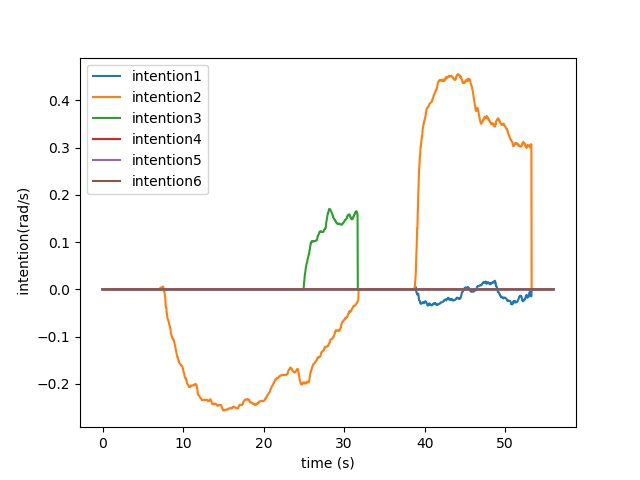 intention1
intention2
intention3
intention4
intention5
intention6
intention(rad/s)
0.4
0.3
0.2
0.1
0.0
−0.1
−0.2
0 10 20 30 40 50
time (s)